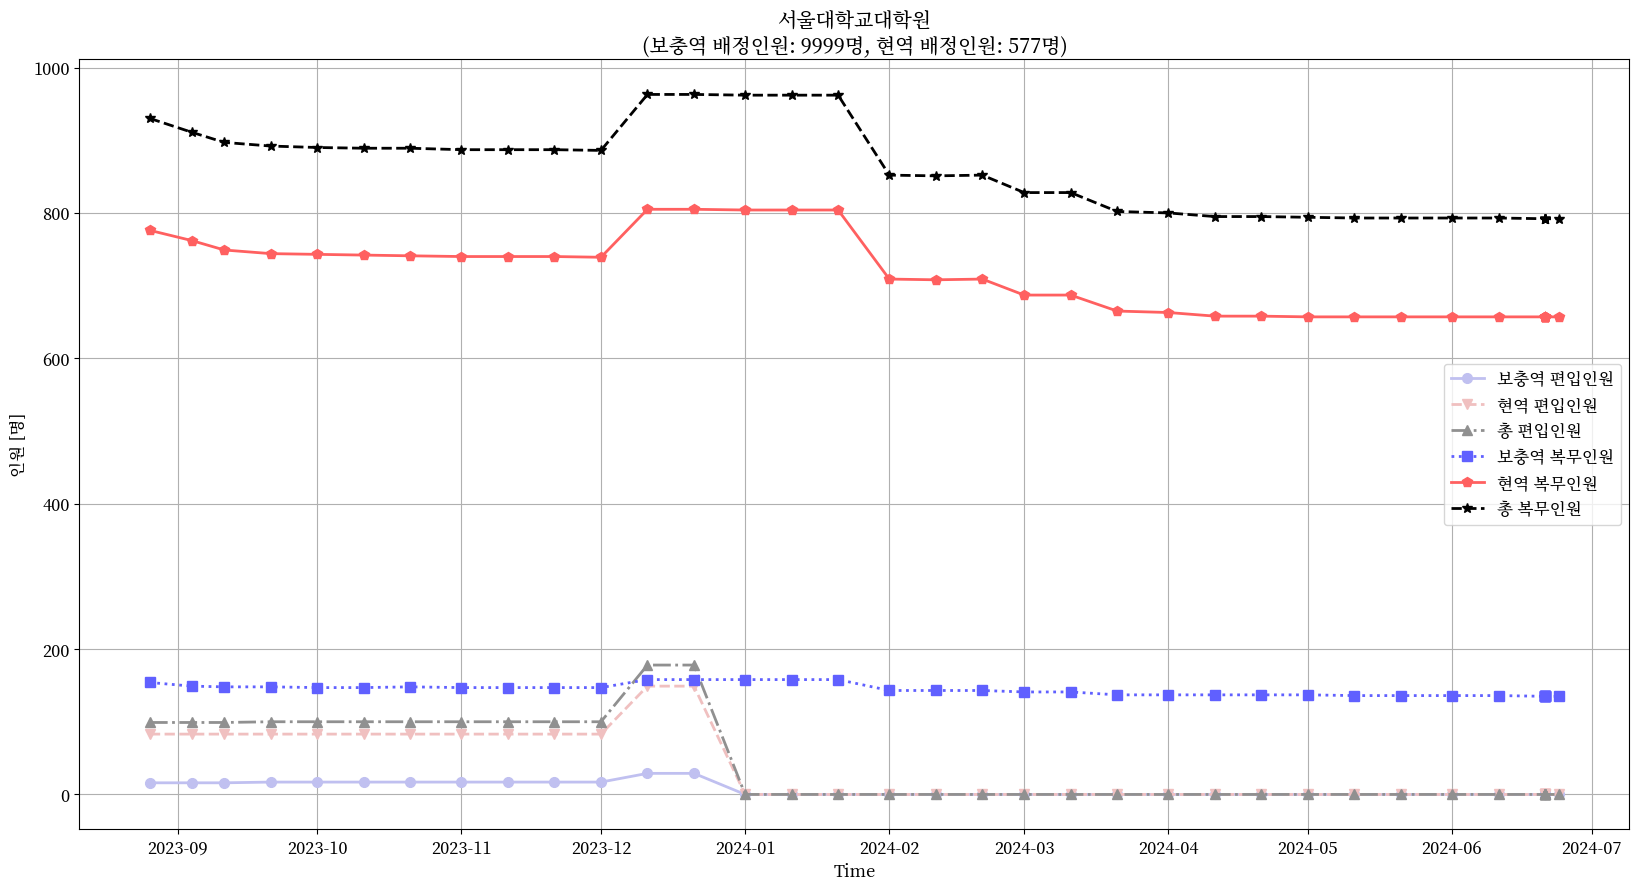 서울대학교대학원
(보충역 배정인원: 9999명, 현역 배정인원: 577명)
1000
800
600
400
200
0
인원 [명]
보충역 편입인원
현역 편입인원
총 편입인원
보충역 복무인원
현역 복무인원
총 복무인원
2023-09 2023-10 2023-11 2023-12 2024-01 2024-02 2024-03 2024-04 2024-05 2024-06 2024-07
Time